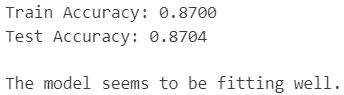 Train Accuracy: 0.8700
Test Accuracy: 0.8704
The model seems to be fitting well.